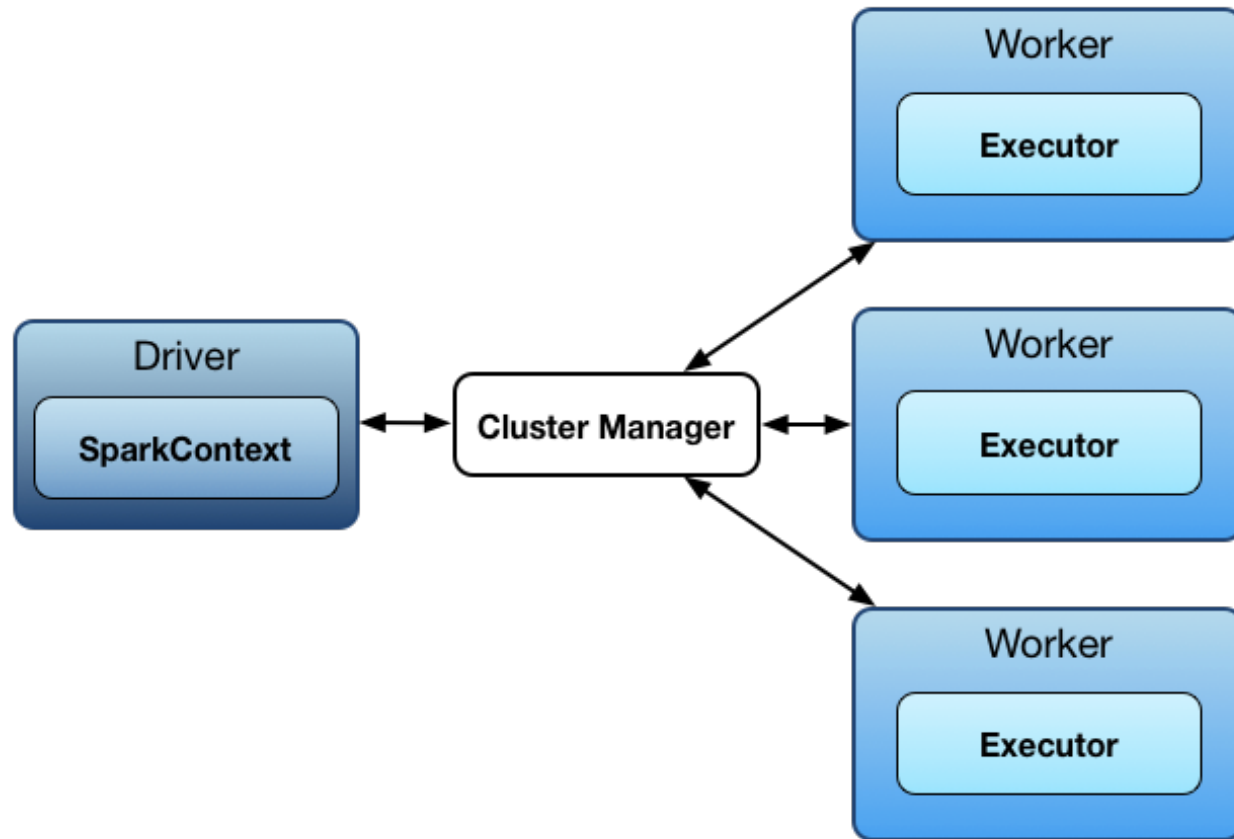 Worker
Executor
Driver
SparkContext
Cluster Manager
Worker
Executor
Worker
Executor